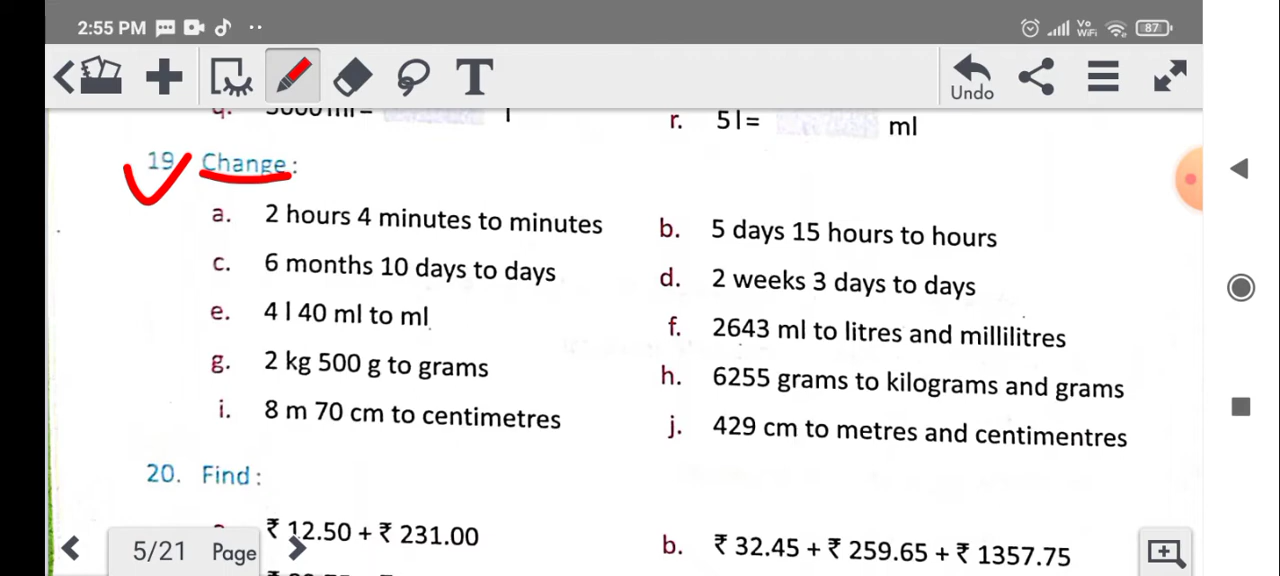 2:55 PM
Vo WiFi 87
T
Undo
r. 5 l = ml
19. Change :
a. 2 hours 4 minutes to minutes
b. 5 days 15 hours to hours
c. 6 months 10 days to days
d. 2 weeks 3 days to days
e. 4 l 40 ml to ml
f. 2643 ml to litres and millilitres
g. 2 kg 500 g to grams
h. 6255 grams to kilograms and grams
i. 8 m 70 cm to centimetres
j. 429 cm to metres and centimentres
20. Find :
₹ 12.50 + ₹ 231.00
b. ₹ 32.45 + ₹ 259.65 + ₹ 1357.75
5/21 Page